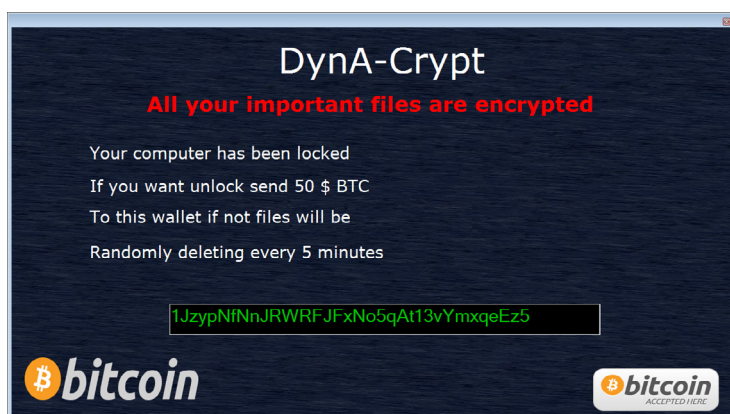 DynA-Crypt
All your important files are encrypted
Your computer has been locked
If you want unlock send 50 $ BTC
To this wallet if not files will be
Randomly deleting every 5 minutes
1JzypNfNnJRWRFJFxNo5qAt13vYmxqeEz5
bitcoin
bitcoin
ACCEPTED HERE